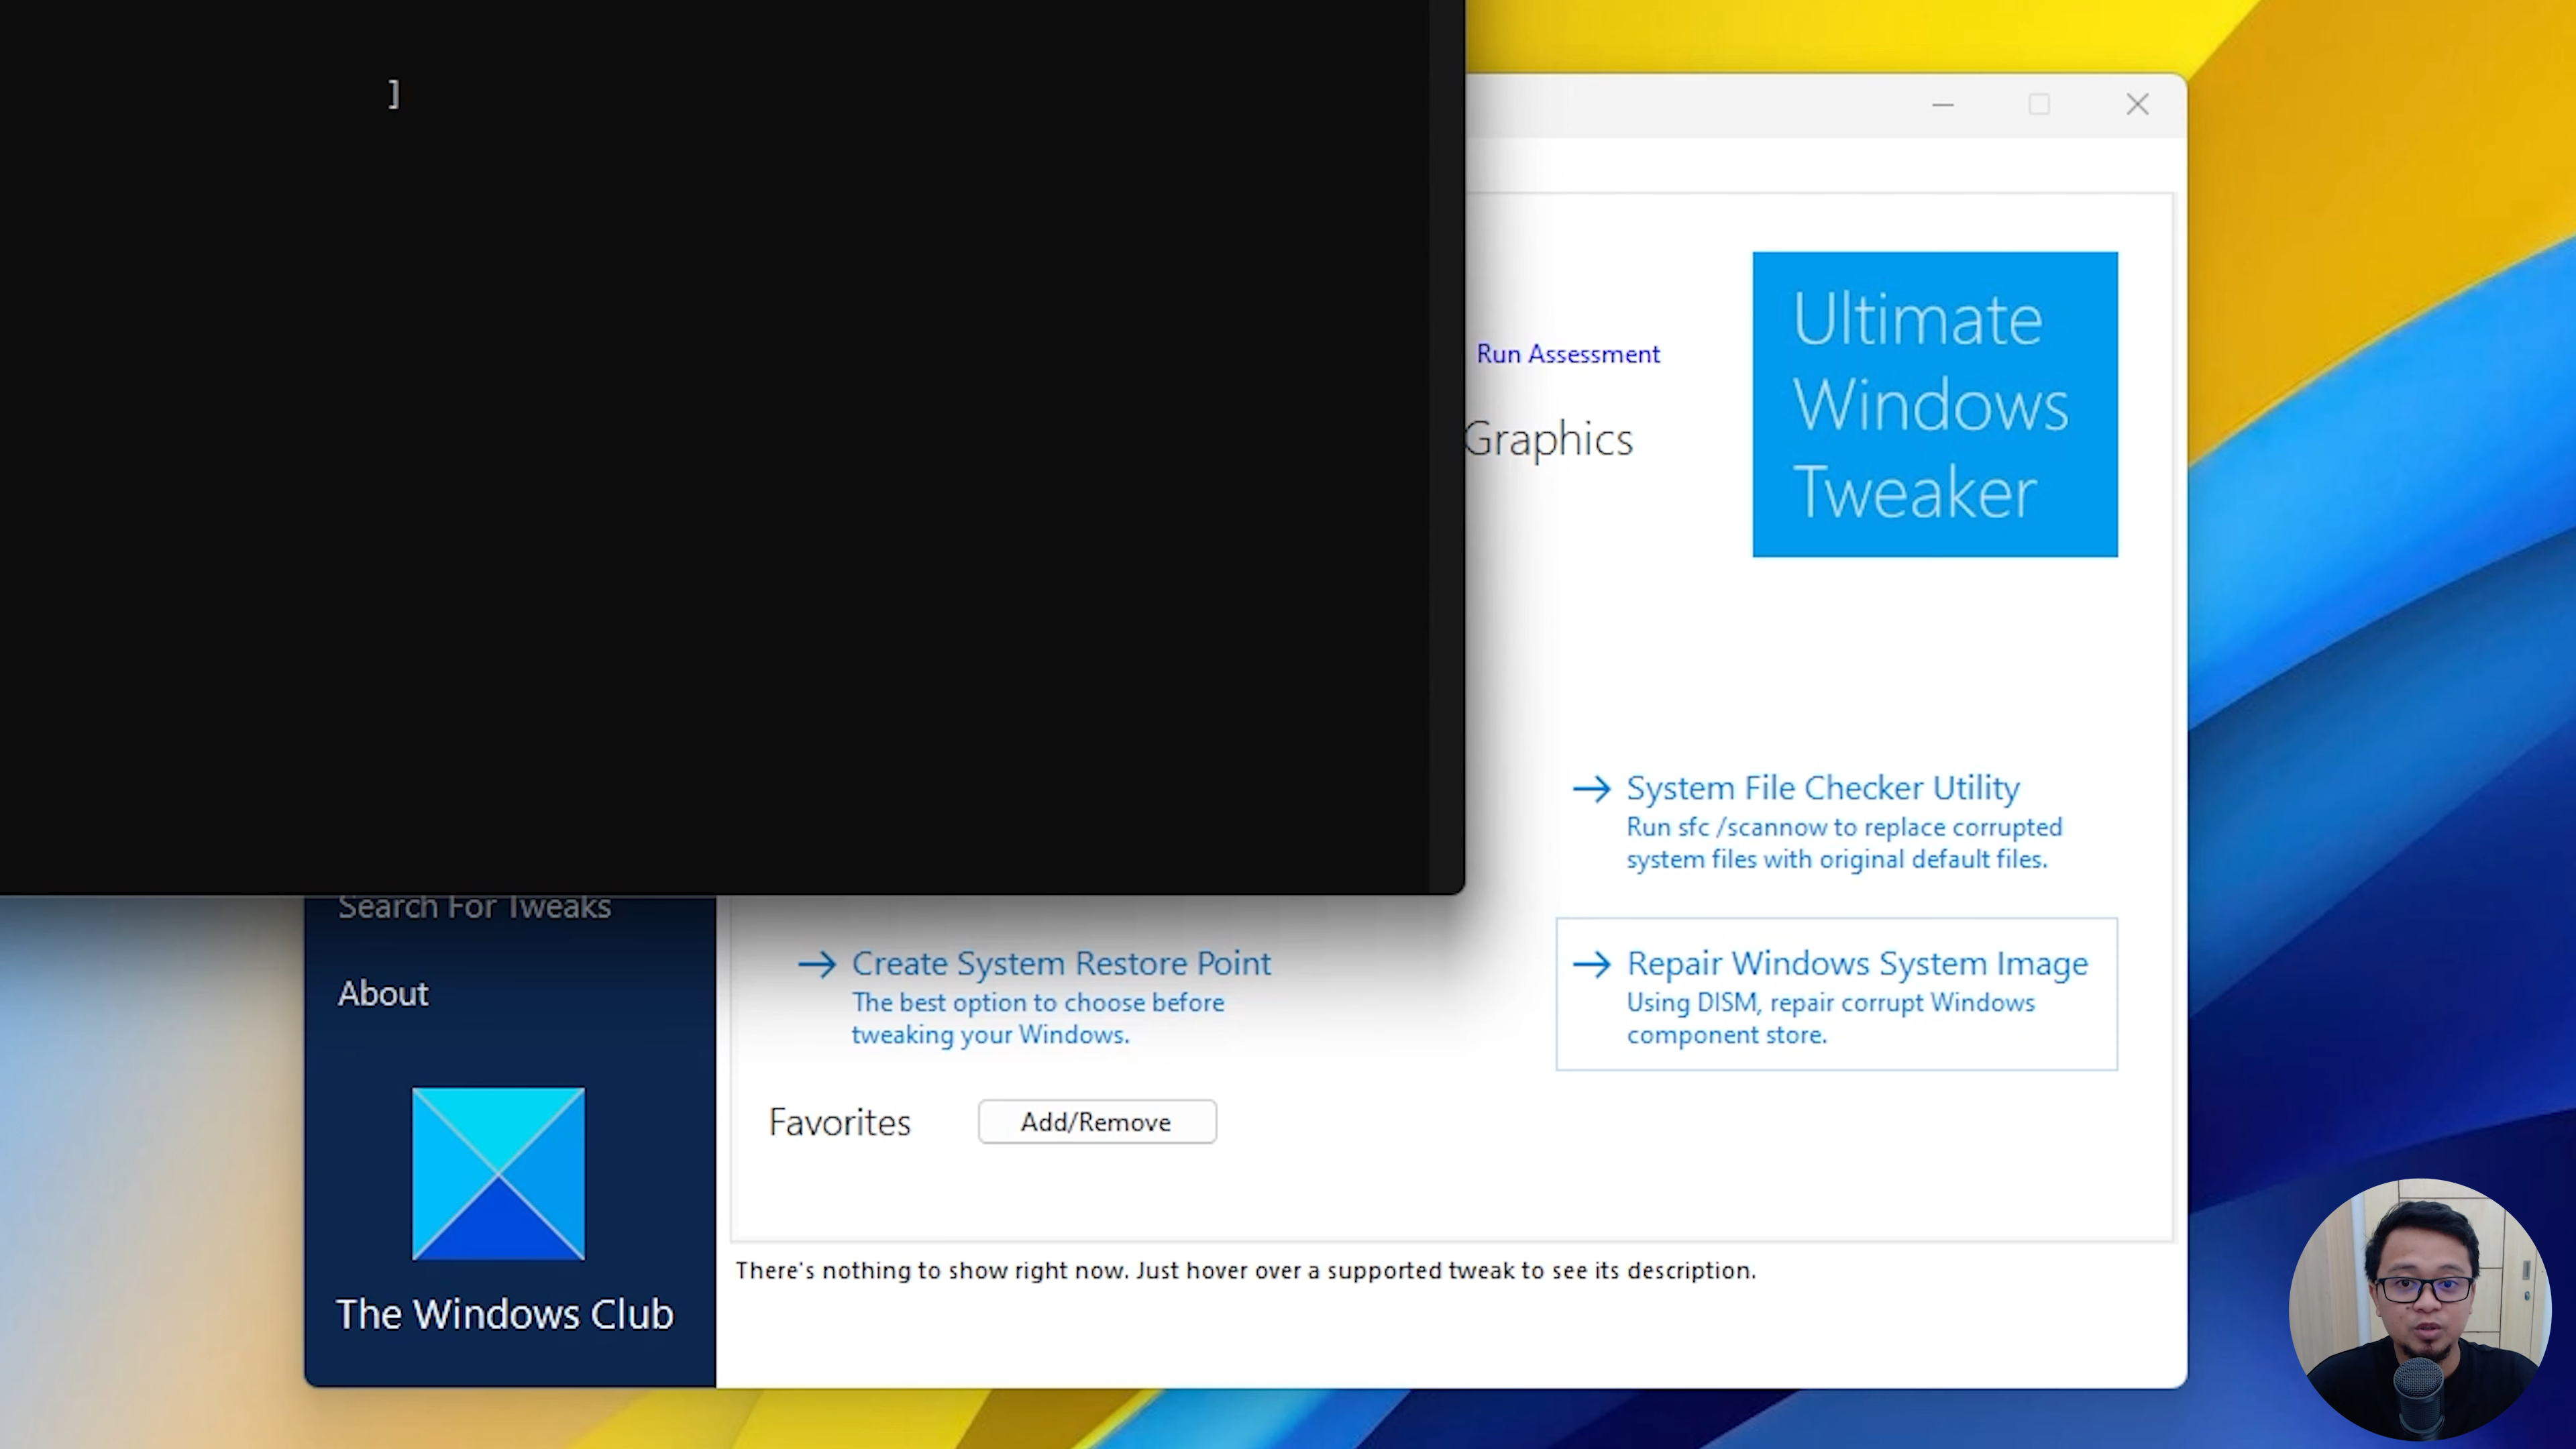 ]
Run Assessment
Graphics
Ultimate
Windows
Tweaker
System File Checker Utility
Run sfc /scannow to replace corrupted
system files with original default files.
Search For Tweaks
About
Create System Restore Point
The best option to choose before
tweaking your Windows.
Repair Windows System Image
Using DISM, repair corrupt Windows
component store.
Favorites
Add/Remove
The Windows Club
There's nothing to show right now. Just hover over a supported tweak to see its description.